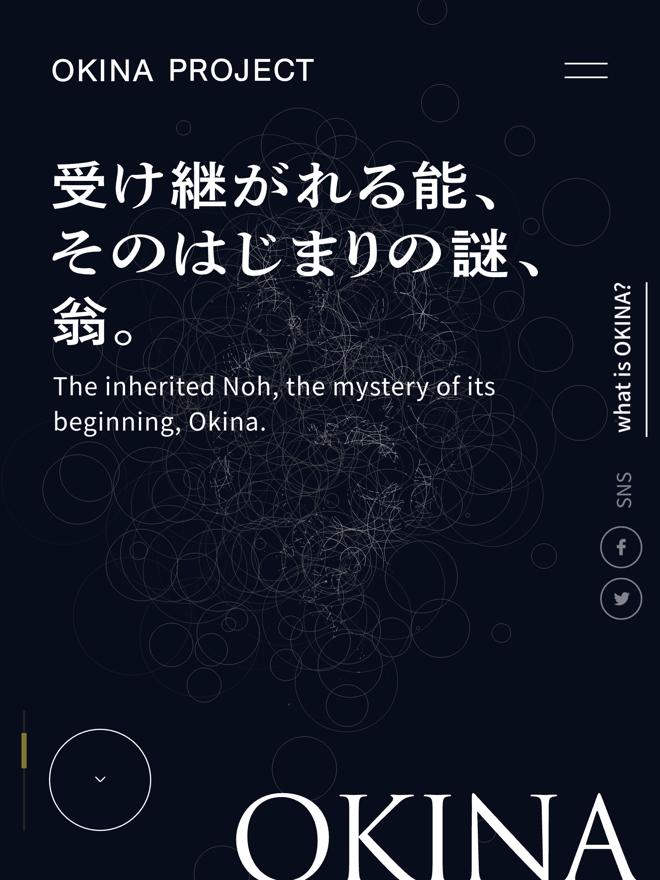 OKINA PROJECT
受け継がれる能、
そのはじまりの謎、
翁。
The inherited Noh, the mystery of its
beginning, Okina.
what is OKINA?
SNS
OKINA